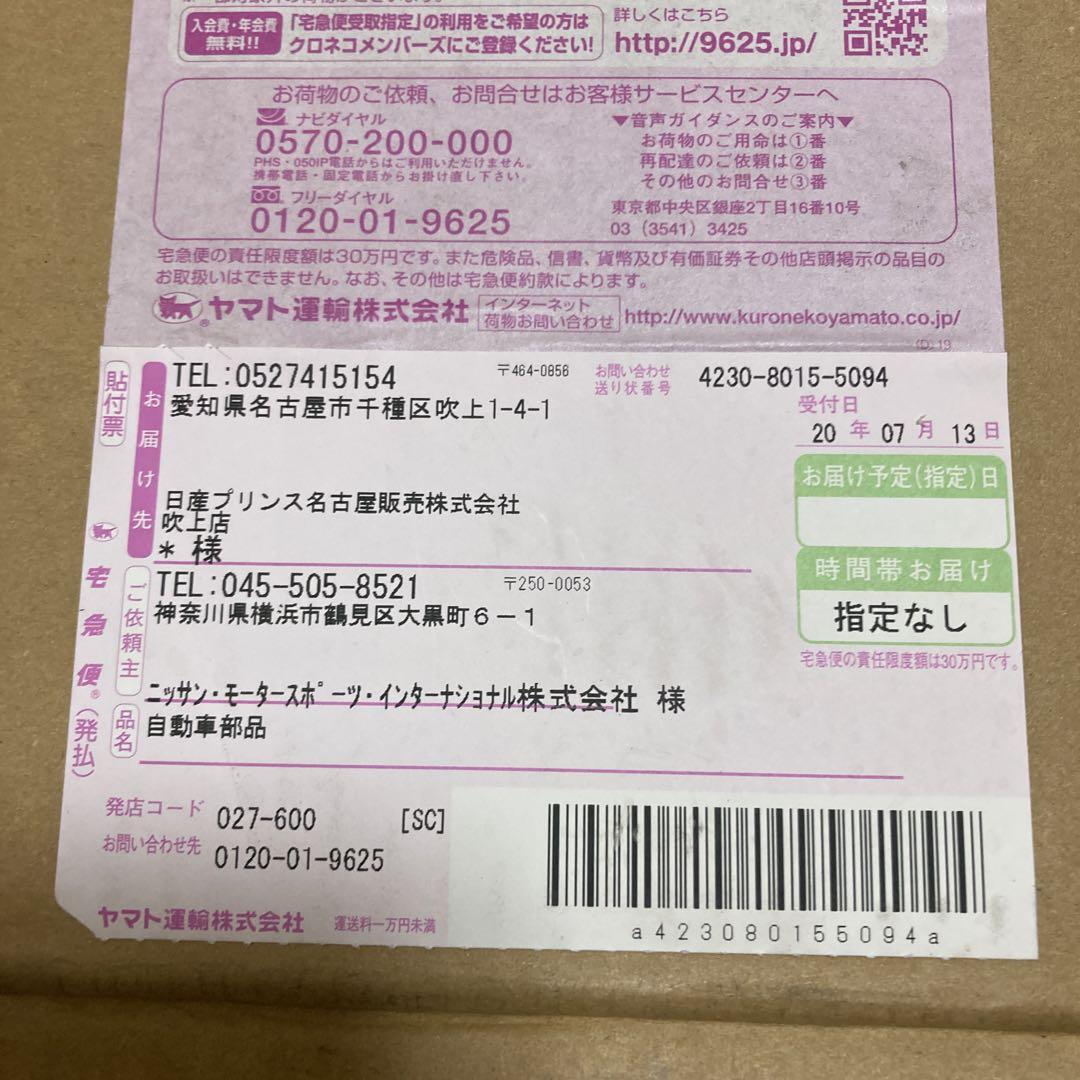 入会費・年会費
無料!!
「宅急便受取指定」の利用をご希望の方は
クロネコメンバーズにご登録ください!
詳しくはこちら
http://9625.jp/
お荷物のご依頼、お問合せはお客様サービスセンターへ
ナビダイヤル
0570-200-000
PHS・050IP電話からはご利用いただけません。
携帯電話・固定電話からお掛け直し下さい。
フリーダイヤル
0120-01-9625
▼音声ガイダンスのご案内▼
お荷物のご用命は①番
再配達のご依頼は②番
その他のお問合せ③番
東京都中央区銀座2丁目16番10号
03（3541）3425
宅急便の責任限度額は30万円です。また危険品、信書、貨幣及び有価証券その他店頭掲示の品目の
お取扱いはできません。なお、その他は宅急便約款によります。
ヤマト運輸株式会社
インターネット
荷物お問い合わせ
http://www.kuronekoyamato.co.jp/
(D) 19
貼付票
お届け先
TEL:0527415154
〒464-0856
お問い合わせ
送り状番号
4230-8015-5094
愛知県名古屋市千種区吹上1-4-1
受付日
20 年 07 月 13 日
お届け予定(指定)日
日産プリンス名古屋販売株式会社
吹上店
* 様
時間帯お届け
指定なし
宅急便の責任限度額は30万円です。
宅急便®（発払）
ご依頼主
TEL:045-505-8521
〒250-0053
神奈川県横浜市鶴見区大黒町６－１
ニッサン・モータースポーツ・インターナショナル株式会社 様
品名
自動車部品
発店コード
027-600
[SC]
お問い合わせ先
0120-01-9625
ヤマト運輸株式会社
運送料一万円未満
a423080155094a